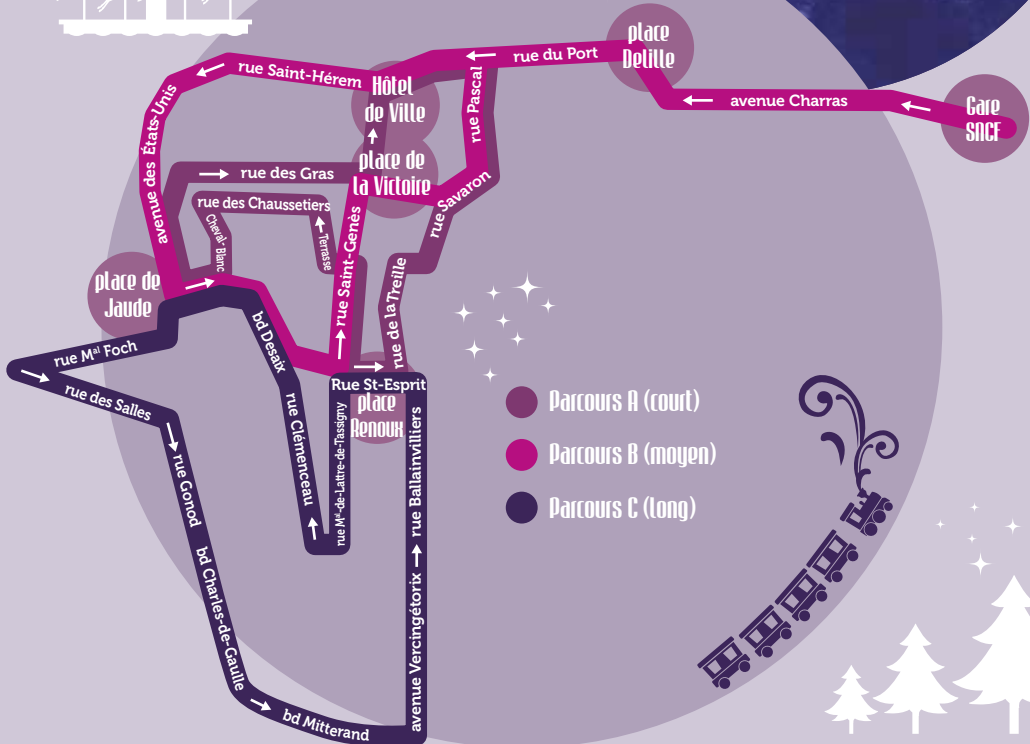 place
Delille
rue du Port
avenue Charras
Gare
SNCF
rue Saint-Hérem
Hôtel
de Ville
rue Pascal
avenue des États-Unis
rue des Gras
place de
la Victoire
rue Savaron
rue des Chaussetiers
Cheval-Blanc
Terrasse
rue Saint-Genès
rue de la Treille
place de
Jaude
rue Mal Foch
bd Desaix
rue des Salles
Rue St-Esprit
place
Renoux
rue Clémenceau
rue Mal-de-Lattre-de-Tassigny
rue Ballainvilliers
rue Gonod
bd Charles-de-Gaulle
avenue Vercingétorix
bd Mitterand
Parcours A (court)
Parcours B (moyen)
Parcours C (long)